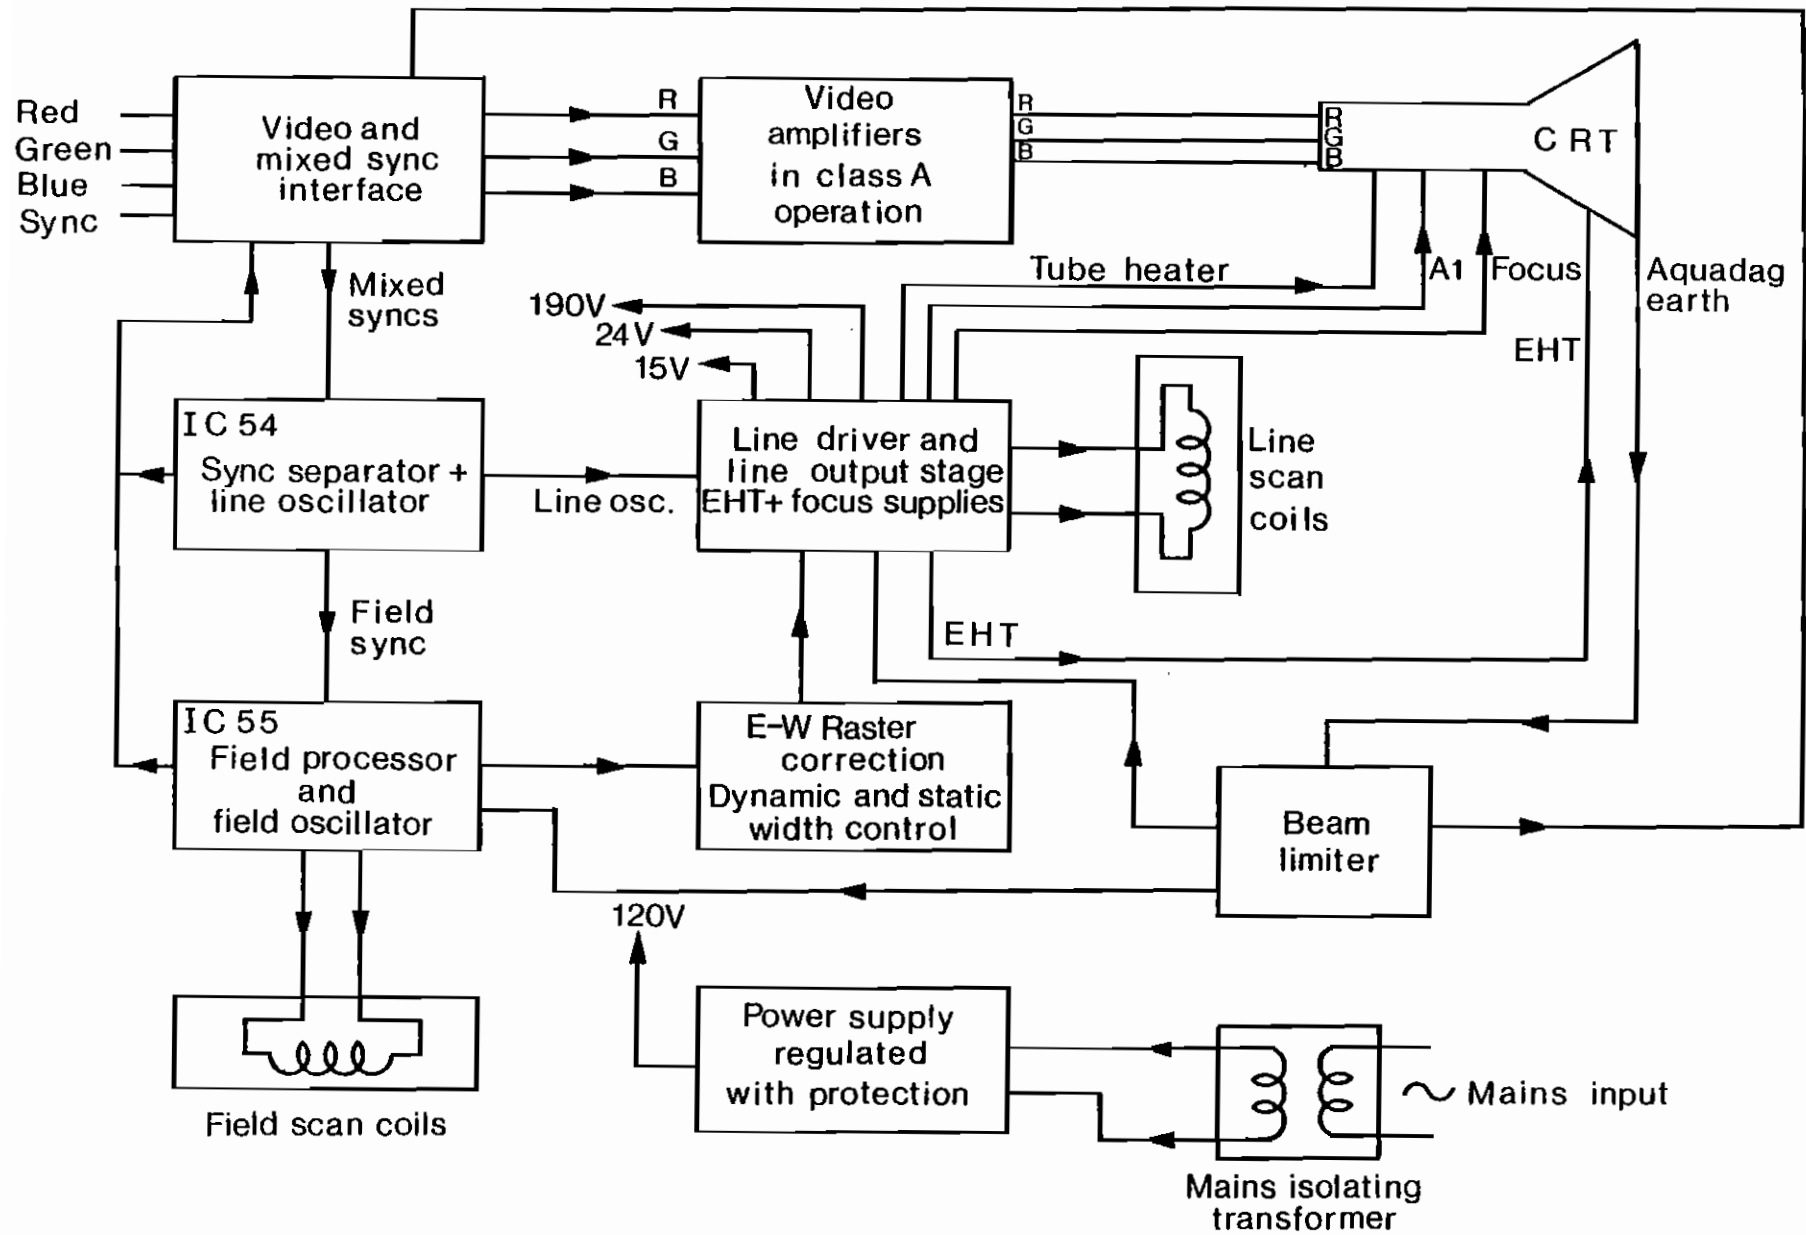 Red
Green
Blue
Sync
Video and
mixed sync
interface
R
G
B
Video
amplifiers
in class A
operation
R
G
B
R
G
B
CRT
Mixed
syncs
Tube heater
A1
Focus
Aquadag
earth
190V
24V
15V
EHT
IC 54
Sync separator +
line oscillator
Line osc.
Line driver and
line output stage
EHT+ focus supplies
Line
scan
coils
Field
sync
EHT
IC 55
Field processor
and
field oscillator
E-W Raster
correction
Dynamic and static
width control
Beam
limiter
120V
Power supply
regulated
with protection
Mains input
Field scan coils
Mains isolating
transformer